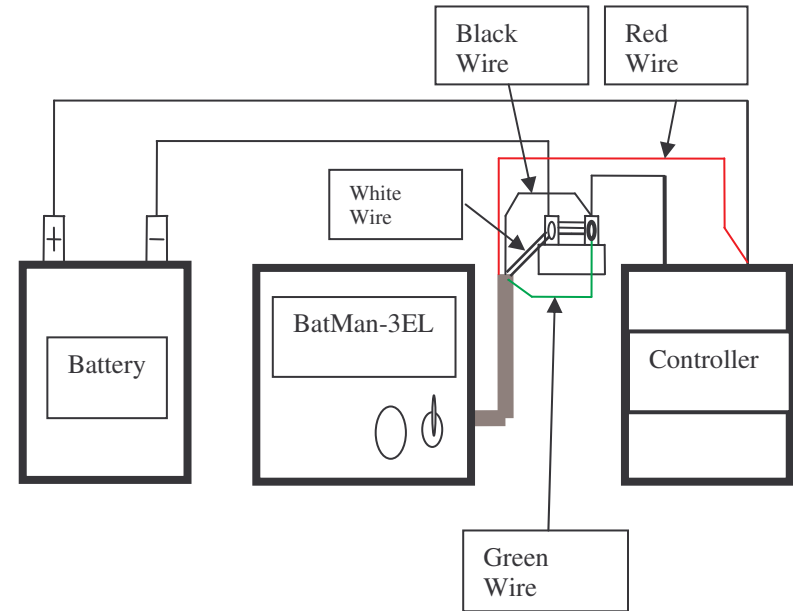 Black
Wire
Red
Wire
White
Wire
+
−
BatMan-3EL
Battery
Controller
Green
Wire